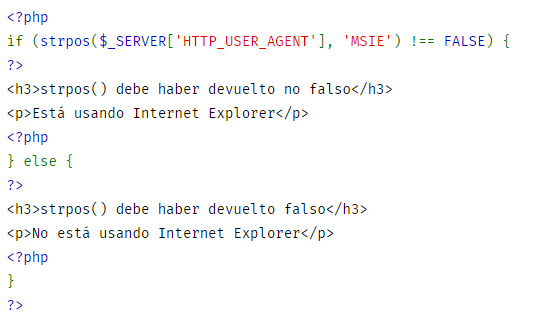 <?php
if (strpos($_SERVER['HTTP_USER_AGENT'], 'MSIE') !== FALSE) {
?>
<h3>strpos() debe haber devuelto no falso</h3>
<p>Está usando Internet Explorer</p>
<?php
} else {
?>
<h3>strpos() debe haber devuelto falso</h3>
<p>No está usando Internet Explorer</p>
<?php
}
?>